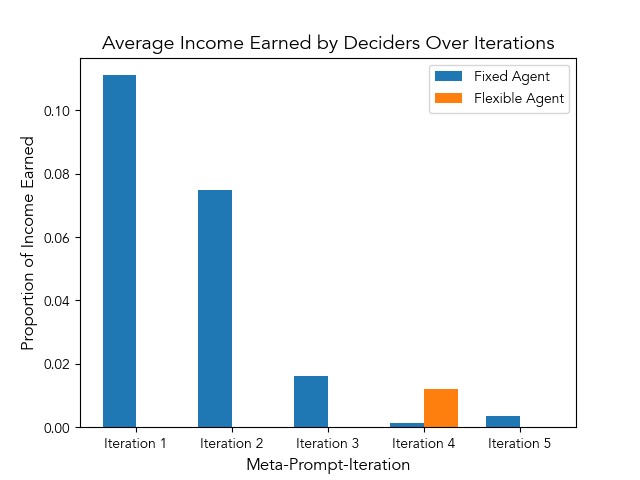 Average Income Earned by Deciders Over Iterations
Fixed Agent
Flexible Agent
Proportion of Income Earned
0.10
0.08
0.06
0.04
0.02
0.00
Iteration 1
Iteration 2
Iteration 3
Iteration 4
Iteration 5
Meta-Prompt-Iteration